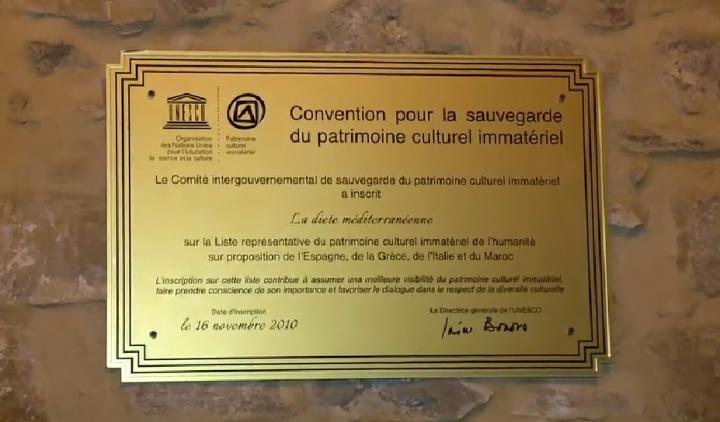 UNESCO
Organisation
des Nations Unies
pour l'éducation
la science et la culture
Patrimoine
culturel
immatériel
Convention pour la sauvegarde
du patrimoine culturel immatériel
Le Comité intergouvernemental de sauvegarde du patrimoine culturel immatériel
a inscrit
La diète méditerranéenne
sur la Liste représentative du patrimoine culturel immatériel de l'humanité
sur proposition de l'Espagne, de la Grèce, de l'Italie et du Maroc
L'inscription sur cette liste contribue à assumer una meilleure visibilité du patrimoine culturel immatériel,
faire prendre conscience de son importance et favoriser le dialogue dans le respect de la diversité culturelle
Date d'inscription
le 16 novembre 2010
La Directrice générale de l'UNESCO